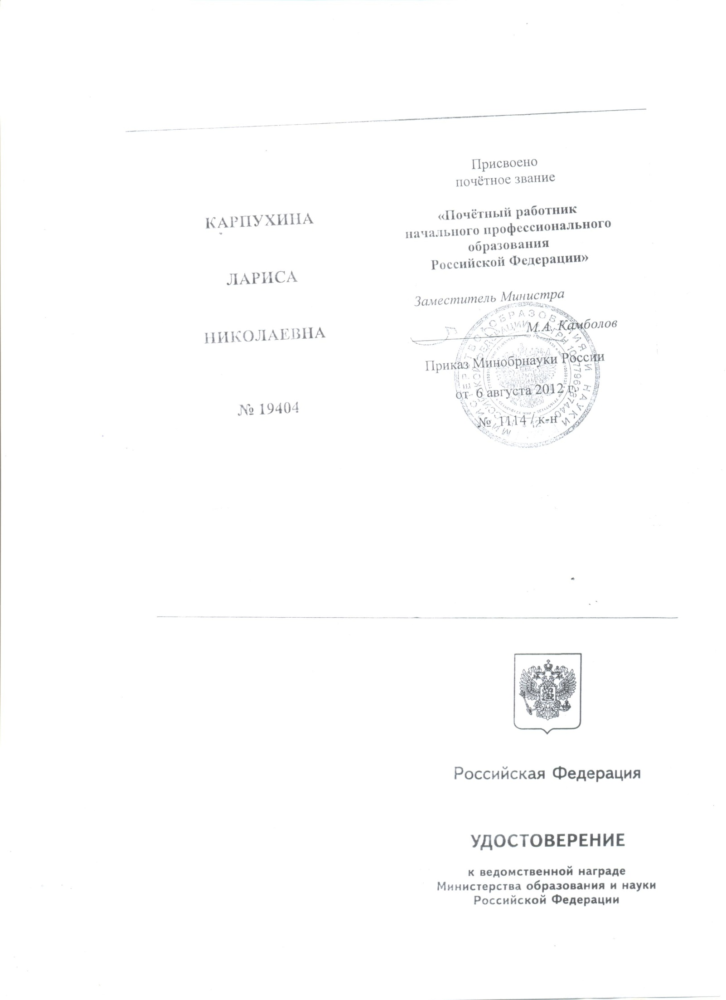 КАРПУХИНА
ЛАРИСА
НИКОЛАЕВНА
№ 19404
Присвоено
почётное звание
«Почётный работник
начального профессионального
образования
Российской Федерации»
Заместитель Министра
М.А. Камболов
Приказ Минобрнауки России
от 6 августа 2012 г.
№ 1114 / к-н
МИНИСТЕРСТВО ОБРАЗОВАНИЯ И НАУКИ
РОССИЙСКОЙ ФЕДЕРАЦИИ
Российская Федерация
УДОСТОВЕРЕНИЕ
к ведомственной награде
Министерства образования и науки
Российской Федерации